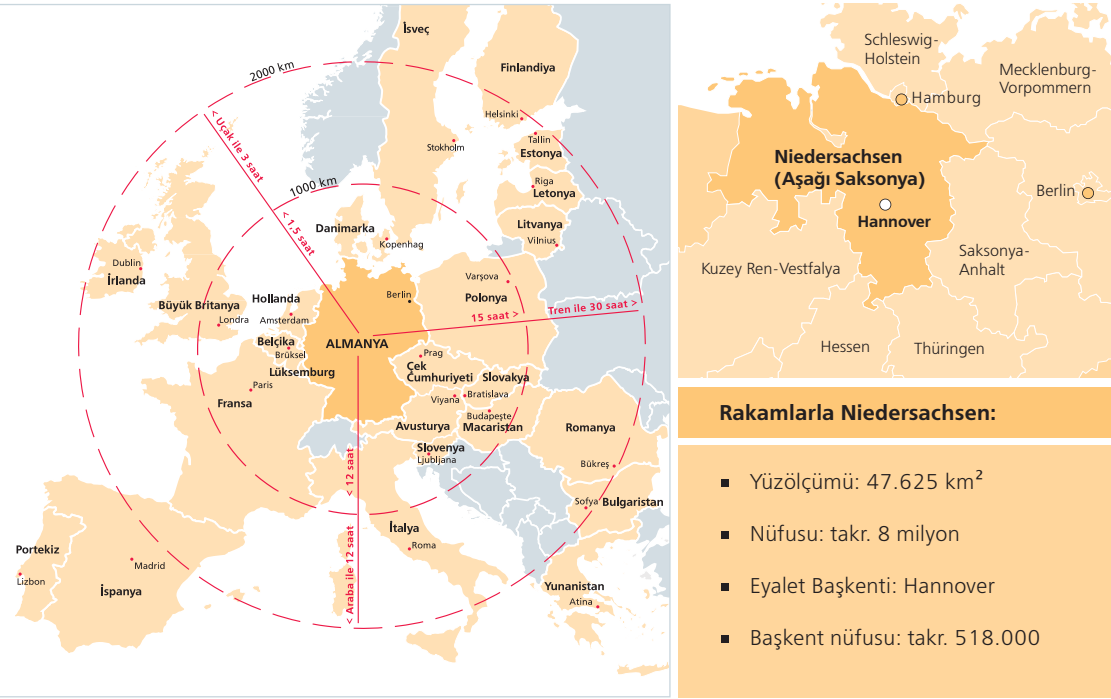 İsveç
Finlandiya
2000 km
< Uçak ile 3 saat
Helsinki
Tallin
Estonya
Stokholm
1000 km
< 1,5 saat
Riga
Letonya
Danimarka
Kopenhag
Litvanya
Vilnius
Dublin
İrlanda
Büyük Britanya
Londra
Hollanda
Amsterdam
Berlin
Varşova
Polonya
15 saat >
Tren ile 30 saat >
Belçika
Brüksel
ALMANYA
Lüksemburg
Prag
Çek
Cumhuriyeti
Slovakya
Paris
Fransa
Viyana
Bratislava
Budapeşte
Avusturya
Macaristan
Romanya
Slovenya
Ljubljana
< 12 saat
Bükreş
Sofya
Bulgaristan
İtalya
Roma
< Araba ile 12 saat
Portekiz
Lizbon
Madrid
İspanya
Yunanistan
Atina
Schleswig-
Holstein
Mecklenburg-
Vorpommern
Hamburg
Niedersachsen
(Aşağı Saksonya)
Berlin
Hannover
Kuzey Ren-Vestfalya
Saksonya-
Anhalt
Hessen
Thüringen
Rakamlarla Niedersachsen:
▪ Yüzölçümü: 47.625 km²
▪ Nüfusu: takr. 8 milyon
▪ Eyalet Başkenti: Hannover
▪ Başkent nüfusu: takr. 518.000